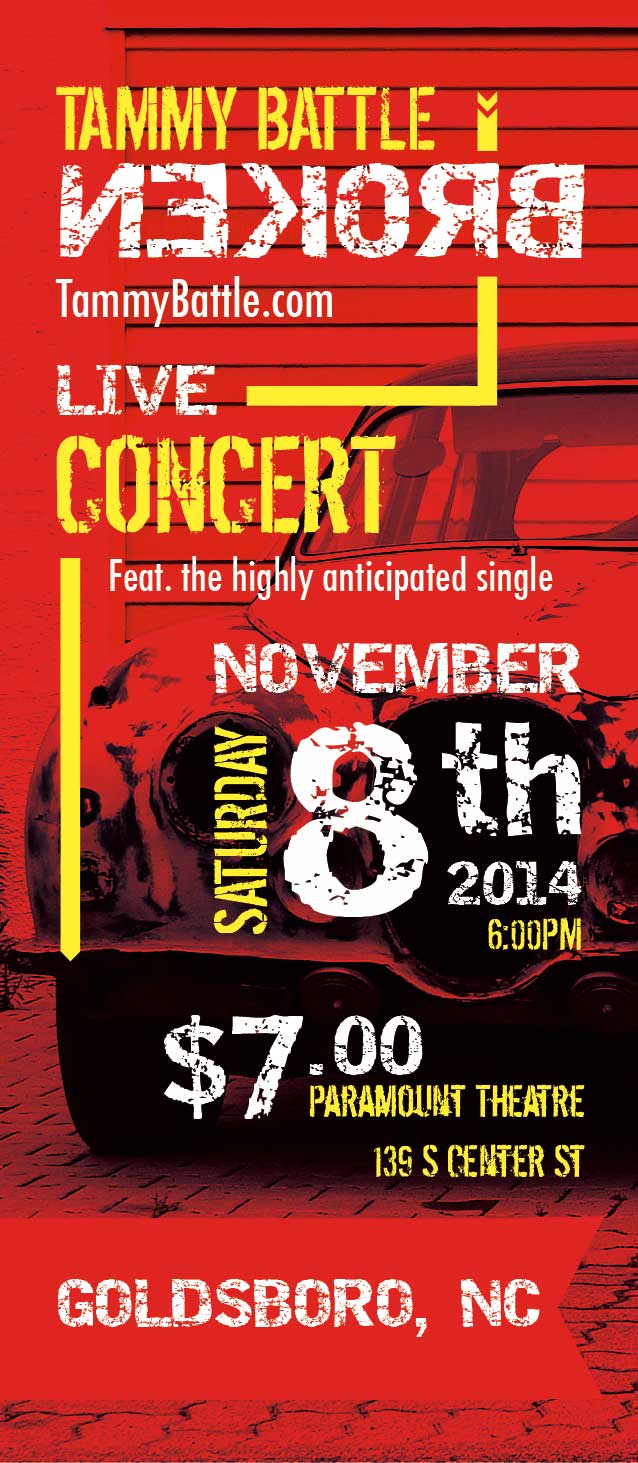 TAMMY BATTLE
BROKEN
TammyBattle.com
LIVE
CONCERT
Feat. the highly anticipated single
NOVEMBER
SATURDAY
8th
2014
6:00PM
$7.00
PARAMOUNT THEATRE
139 S CENTER ST
GOLDSBORO, NC